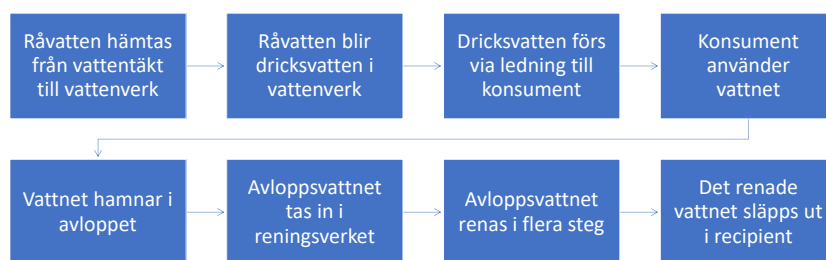 Råvatten hämtas
från vattentäkt
till vattenverk
Råvatten blir
dricksvatten i
vattenverk
Dricksvatten förs
via ledning till
konsument
Konsument
använder
vattnet
Vattnet hamnar i
avloppet
Avloppsvattnet
tas in i
reningsverket
Avloppsvattnet
renas i flera steg
Det renade
vattnet släpps ut
i recipient